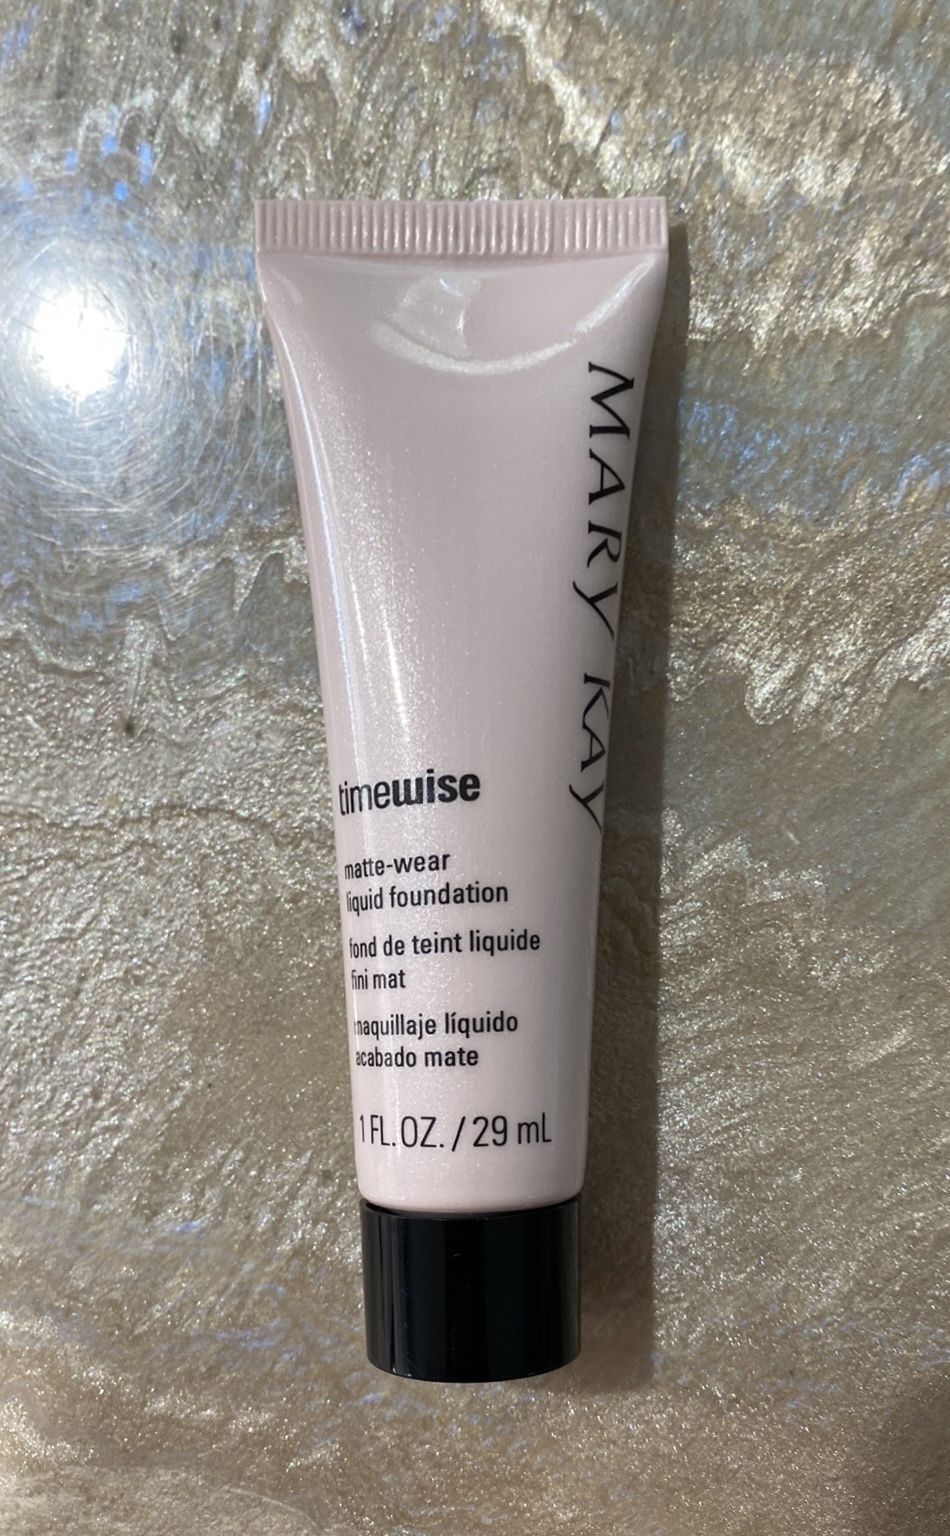 MARY KAY
timewise
matte-wear
liquid foundation
fond de teint liquide
fini mat
maquillaje líquido
acabado mate
1 FL.OZ. / 29 mL